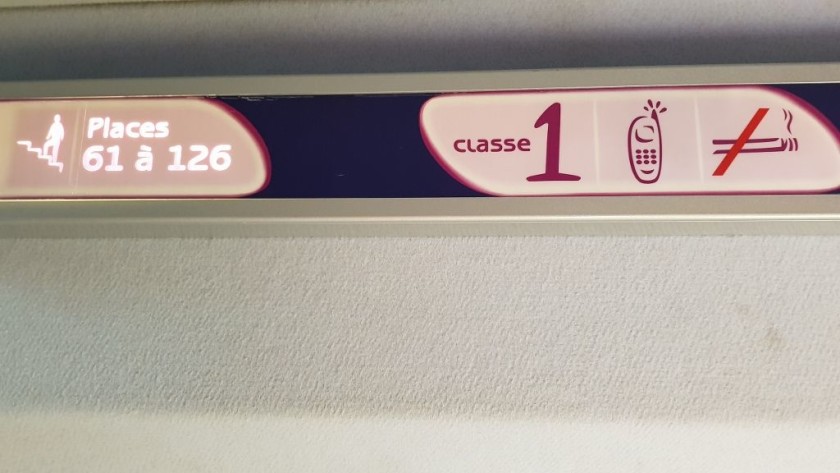 Places
61 à 126
classe 1